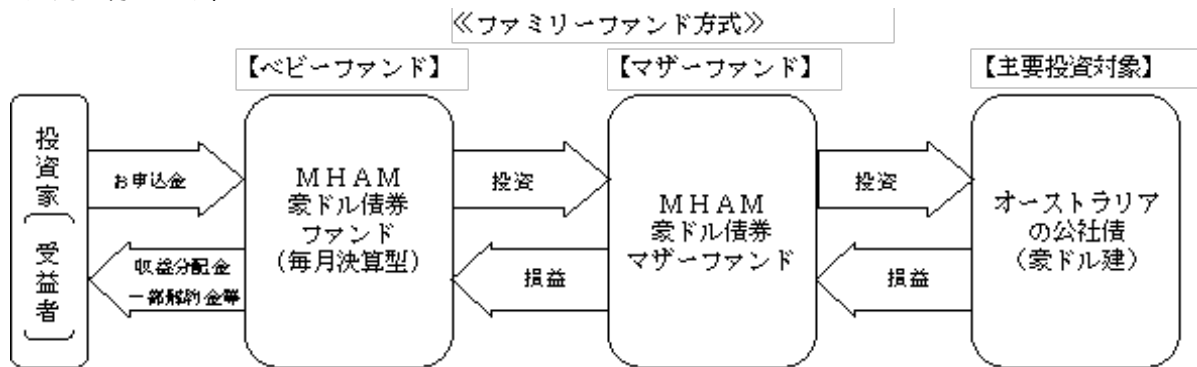 ≪ファミリーファンド方式≫
【ベビーファンド】
【マザーファンド】
【主要投資対象】
投資家
受益者
お申込金
収益分配金
一部解約金等
MHAM
豪ドル債券
ファンド
(毎月決算型)
投資
損益
MHAM
豪ドル債券
マザーファンド
投資
損益
オーストラリア
の公社債
(豪ドル建)